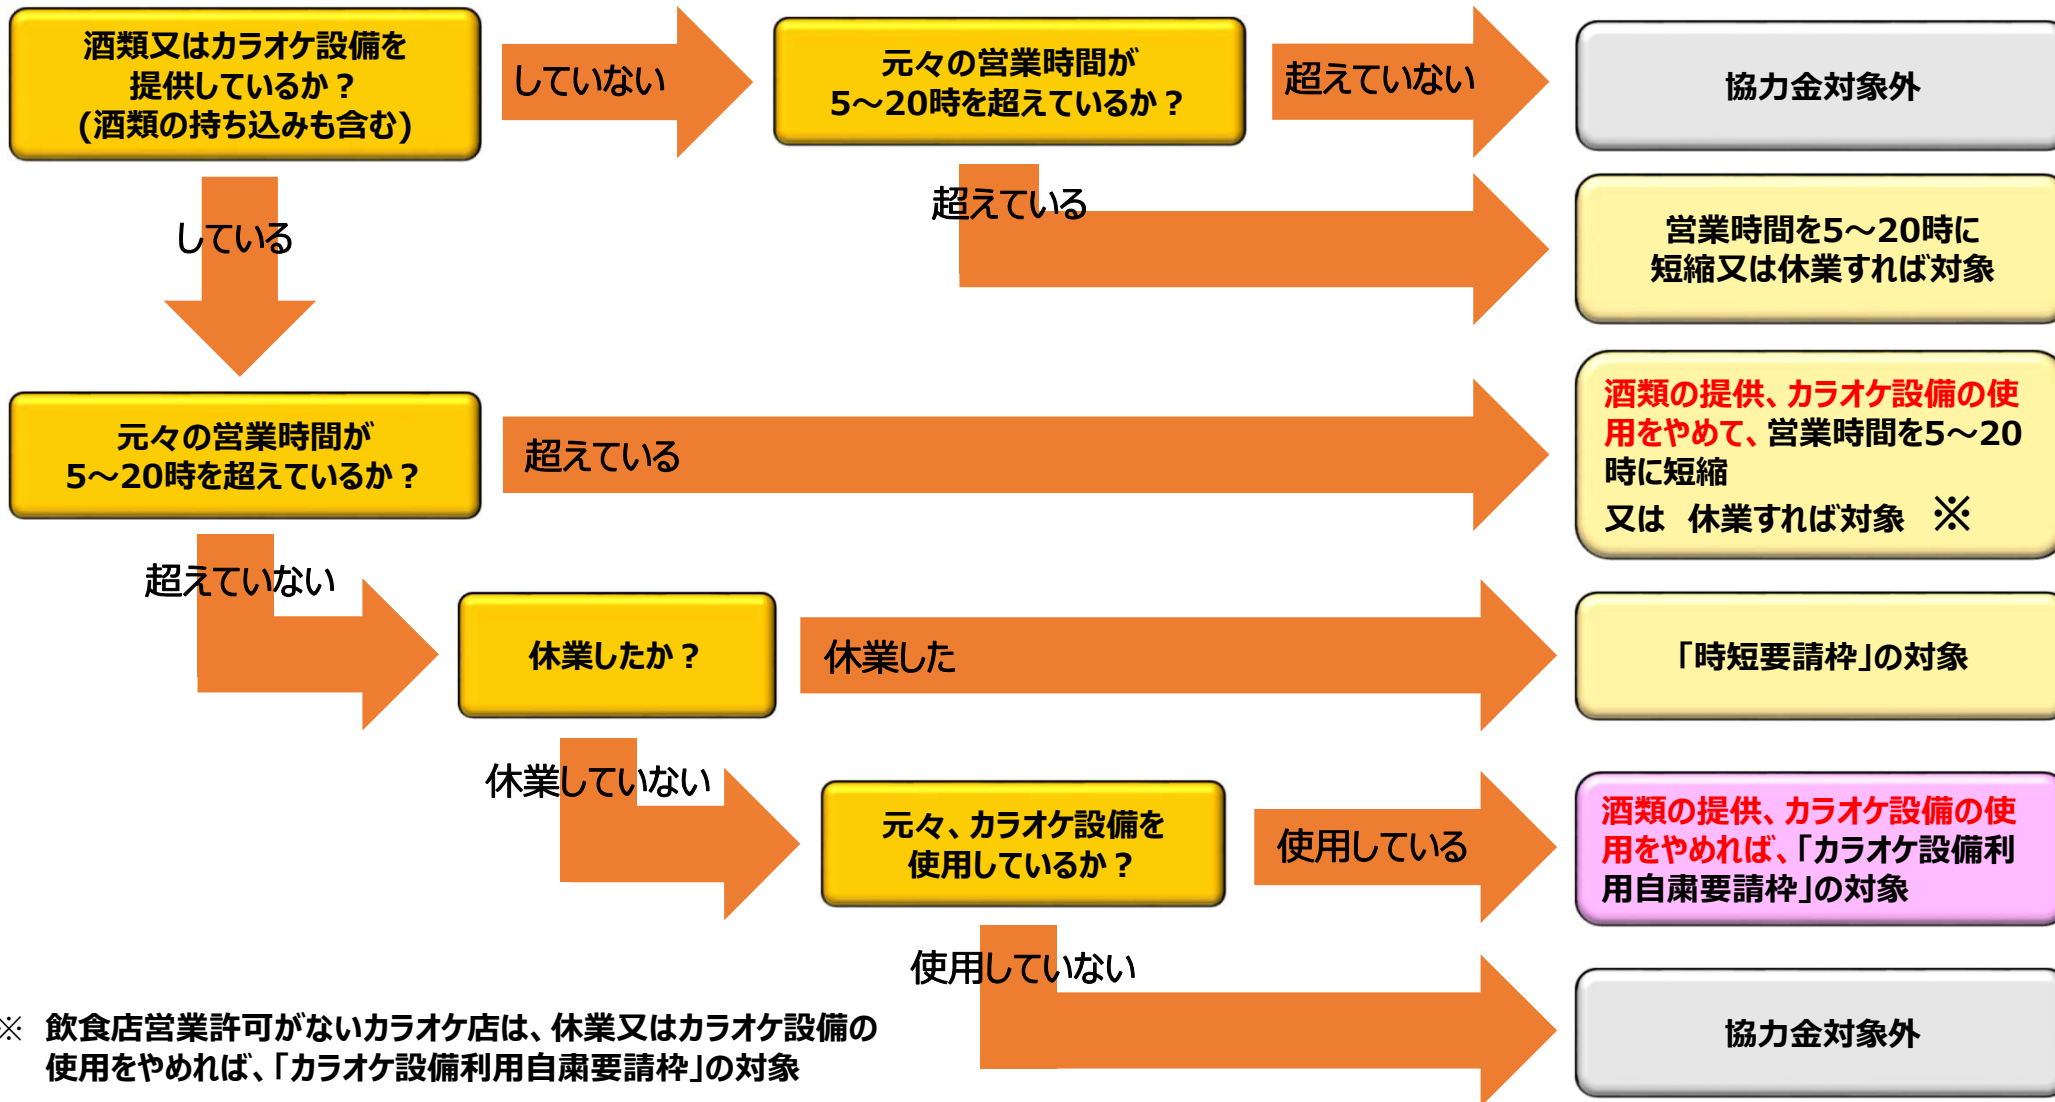 酒類又はカラオケ設備を
提供しているか？
(酒類の持ち込みも含む)
していない
元々の営業時間が
5～20時を超えているか？
超えていない
協力金対象外
している
超えている
営業時間を5～20時に
短縮又は休業すれば対象
元々の営業時間が
5～20時を超えているか？
超えている
酒類の提供、カラオケ設備の使
用をやめて、営業時間を5～20
時に短縮
又は 休業すれば対象 ※
超えていない
休業したか？
休業した
「時短要請枠」の対象
休業していない
元々、カラオケ設備を
使用しているか？
使用している
酒類の提供、カラオケ設備の使
用をやめれば、「カラオケ設備利
用自粛要請枠」の対象
使用していない
協力金対象外
※ 飲食店営業許可がないカラオケ店は、休業又はカラオケ設備の
使用をやめれば、「カラオケ設備利用自粛要請枠」の対象